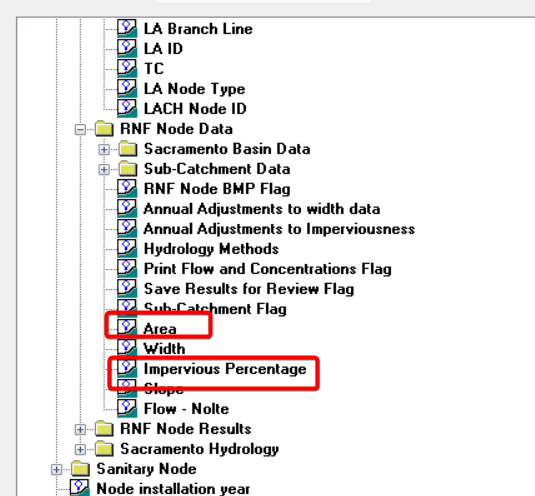 LA Branch Line
LA ID
TC
LA Node Type
LACH Node ID
RNF Node Data
Sacramento Basin Data
Sub-Catchment Data
RNF Node BMP Flag
Annual Adjustments to width data
Annual Adjustments to Imperviousness
Hydrology Methods
Print Flow and Concentrations Flag
Save Results for Review Flag
Sub-Catchment Flag
Area
Width
Impervious Percentage
Slope
Flow - Nolte
RNF Node Results
Sacramento Hydrology
Sanitary Node
Node installation year